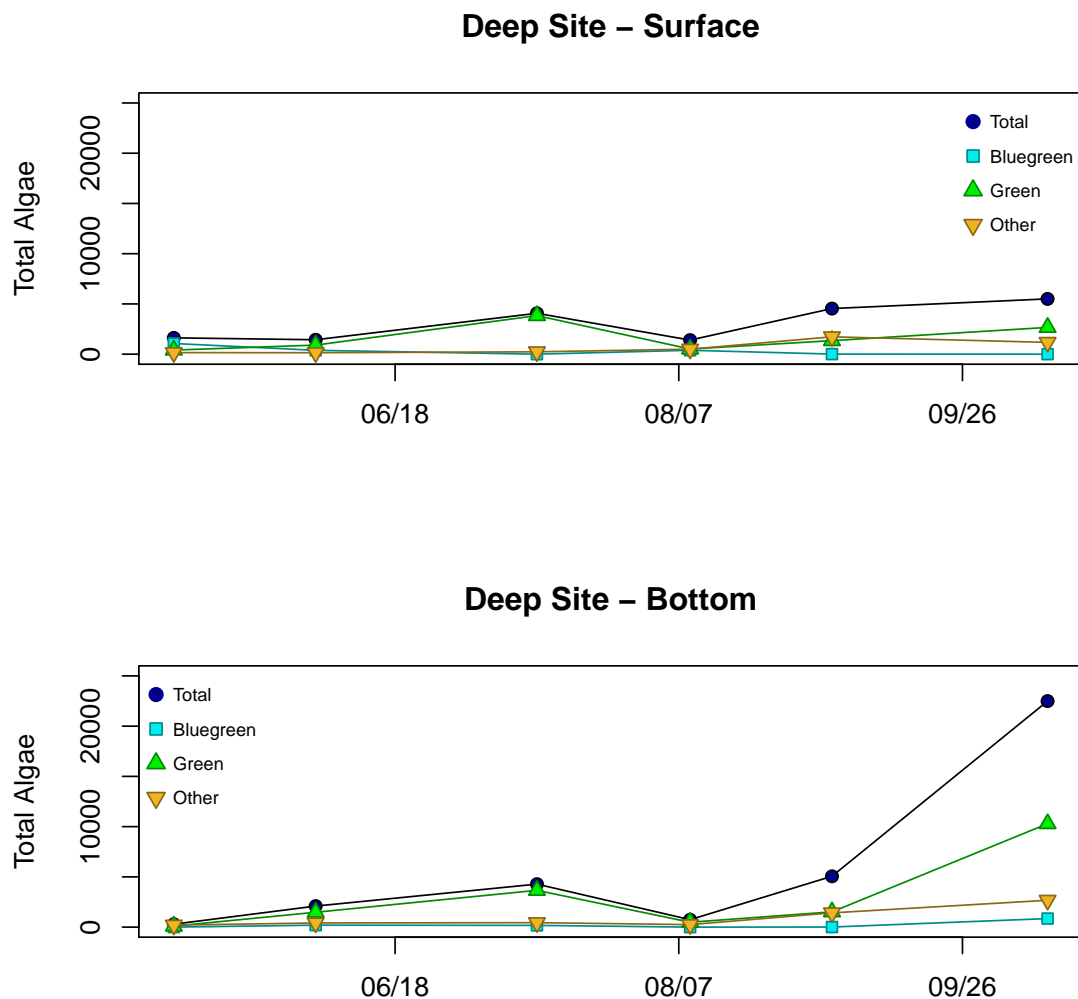 Deep Site – Surface
Total Algae
20000
10000
0
Total
Bluegreen
Green
Other
06/18
08/07
09/26
Deep Site – Bottom
Total Algae
20000
10000
0
Total
Bluegreen
Green
Other
06/18
08/07
09/26